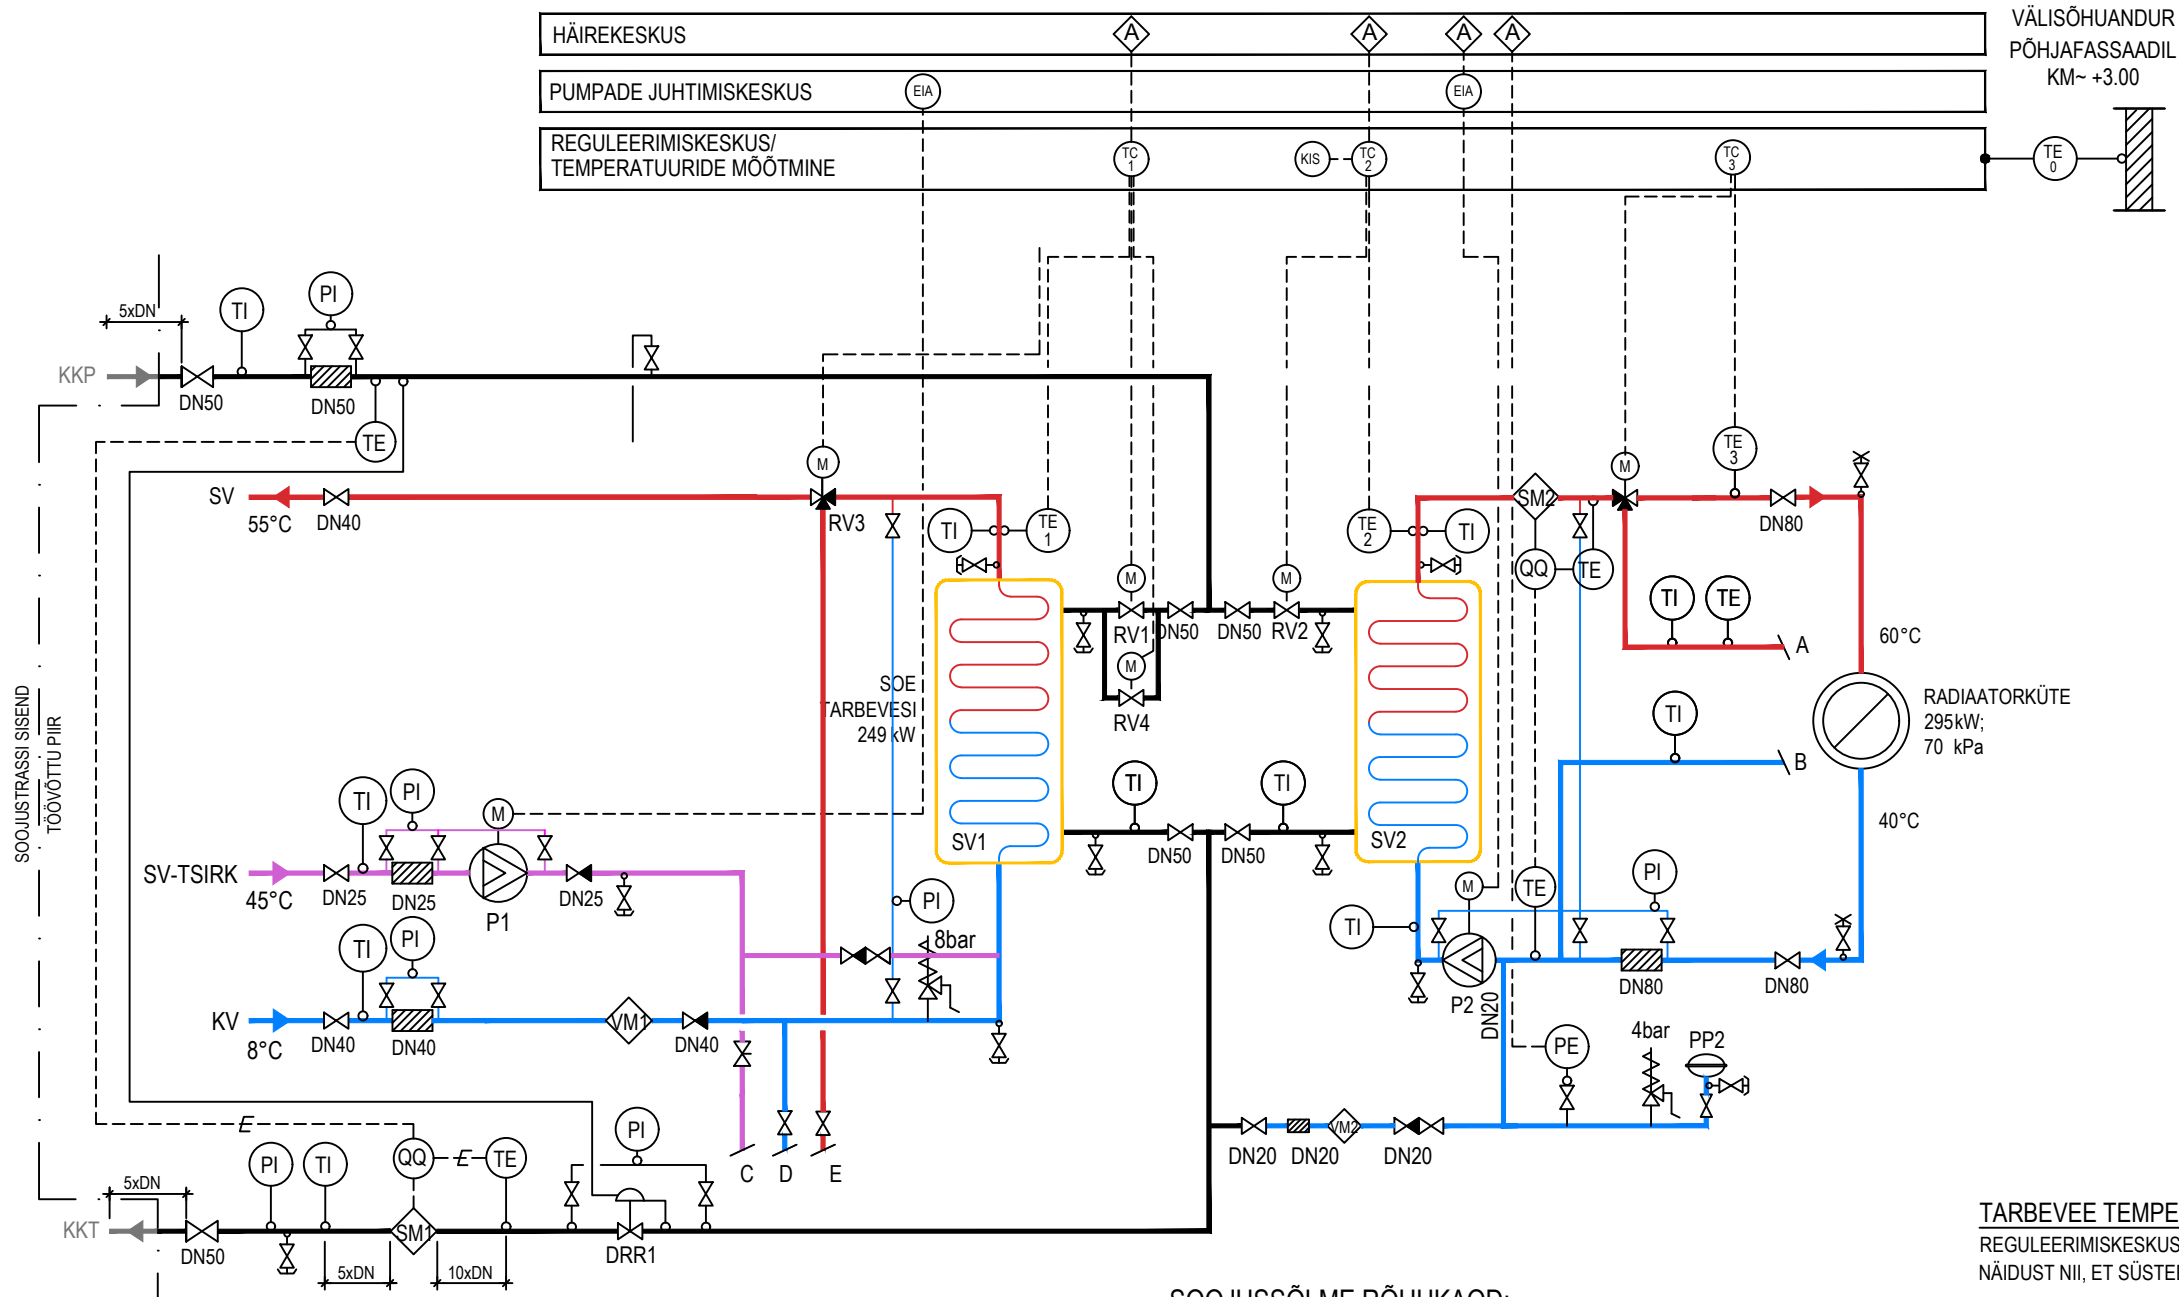 HÄIREKESKUS
A
A
A
A
VÄLISÕHUANDUR
PÕHJAFASSAADIL
KM~ +3.00
PUMPADE JUHTIMISKESKUS
EIA
EIA
REGULEERIMISKESKUS/
TEMPERATUURIDE MÕÕTMINE
TC
1
KIS
TC
2
TC
3
TE
0
5xDN
TI
PI
KKP
DN50
DN50
TE
SV
55°C
DN40
M
RV3
TI
TE
1
TE
2
TI
SM2
QQ
TE
M
TE
3
DN80
M
RV1
DN50
DN50
M
RV2
M
RV4
TI
TE
A
60°C
SOE
TARBEVESI
249 kW
TI
B
RADIAATORKÜTE
295kW;
70 kPa
40°C
SOOJUSTRASSI SISEND
TÖÖVÕTTU PIIR
TI
PI
M
SV1
TI
DN50
TI
DN50
SV2
SV-TSIRK
45°C
DN25
DN25
P1
DN25
PI
8bar
TI
M
P2
TE
PI
DN80
DN80
DN20
TI
PI
KV
8°C
DN40
DN40
VM1
DN40
PE
4bar
PP2
C
D
E
DN20
DN20
VM2
DN20
E
PI
TI
QQ
E
TE
PI
5xDN
KKT
DN50
SM1
5xDN
10xDN
DRR1
TARBEVEE TEMPE
REGULEERIMISKESKUS
NÄIDUST NII, ET SÜSTE
SOOJUSSÕLME RÕHUKAOD: